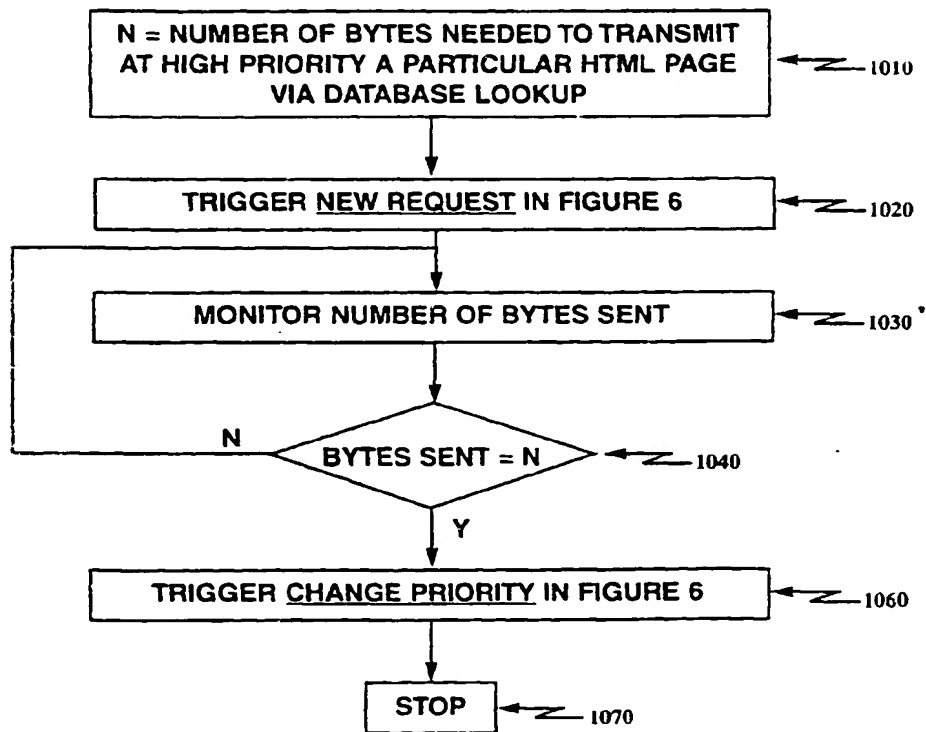 N = NUMBER OF BYTES NEEDED TO TRANSMIT
AT HIGH PRIORITY A PARTICULAR HTML PAGE
VIA DATABASE LOOKUP
1010
TRIGGER NEW REQUEST IN FIGURE 6
1020
MONITOR NUMBER OF BYTES SENT
1030
N
BYTES SENT = N
1040
Y
TRIGGER CHANGE PRIORITY IN FIGURE 6
1060
STOP
1070